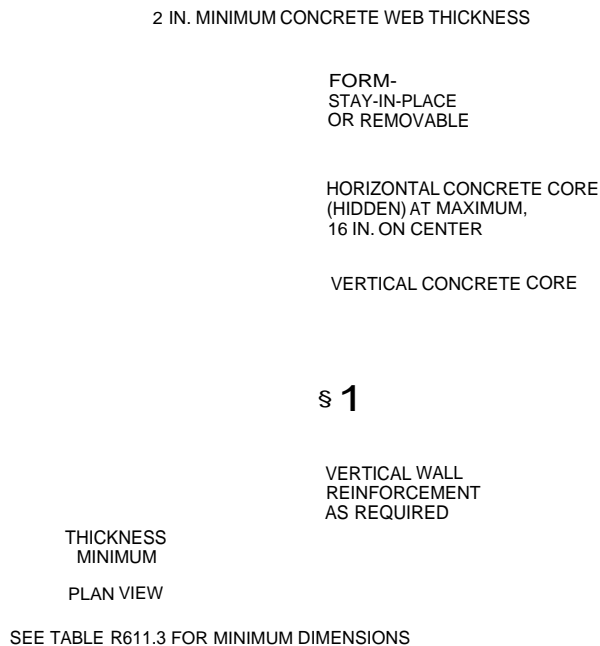 2 IN. MINIMUM CONCRETE WEB THICKNESS
FORM-
STAY-IN-PLACE
OR REMOVABLE
HORIZONTAL CONCRETE CORE
(HIDDEN) AT MAXIMUM,
16 IN. ON CENTER
VERTICAL CONCRETE CORE
§ 1
VERTICAL WALL
REINFORCEMENT
AS REQUIRED
THICKNESS
MINIMUM
PLAN VIEW
SEE TABLE R611.3 FOR MINIMUM DIMENSIONS